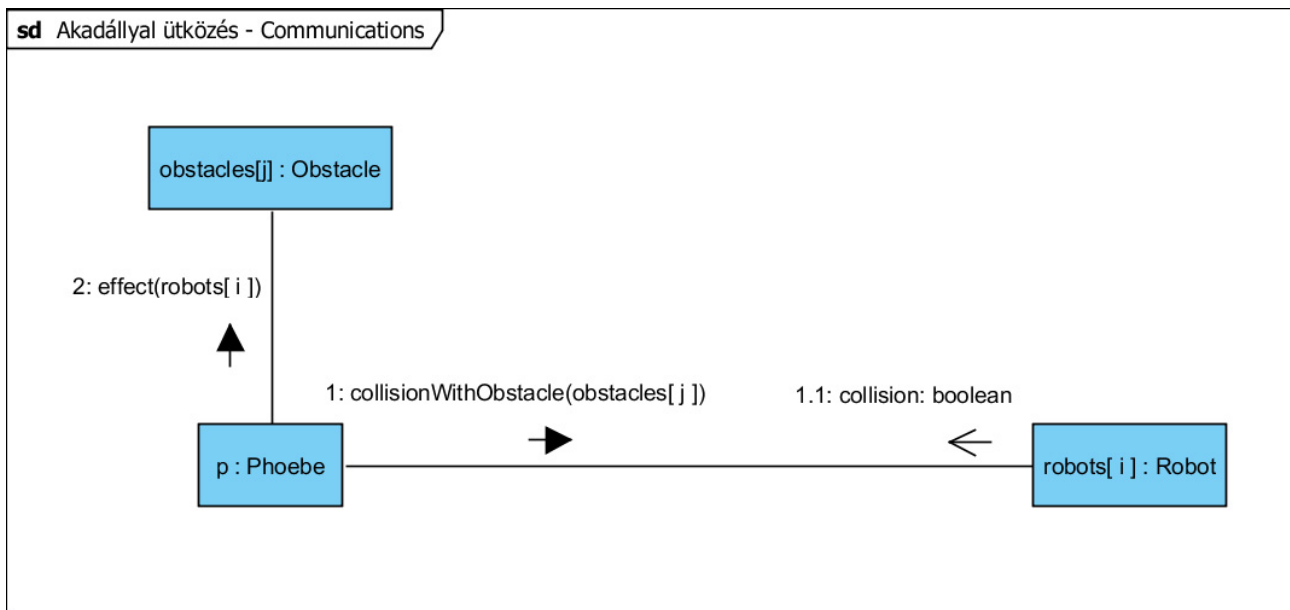 sd Akadállyal ütközés - Communications
obstacles[j] : Obstacle
2: effect(robots[ i ])
1: collisionWithObstacle(obstacles[ j ])
1.1: collision: boolean
p : Phoebe
robots[ i ] : Robot